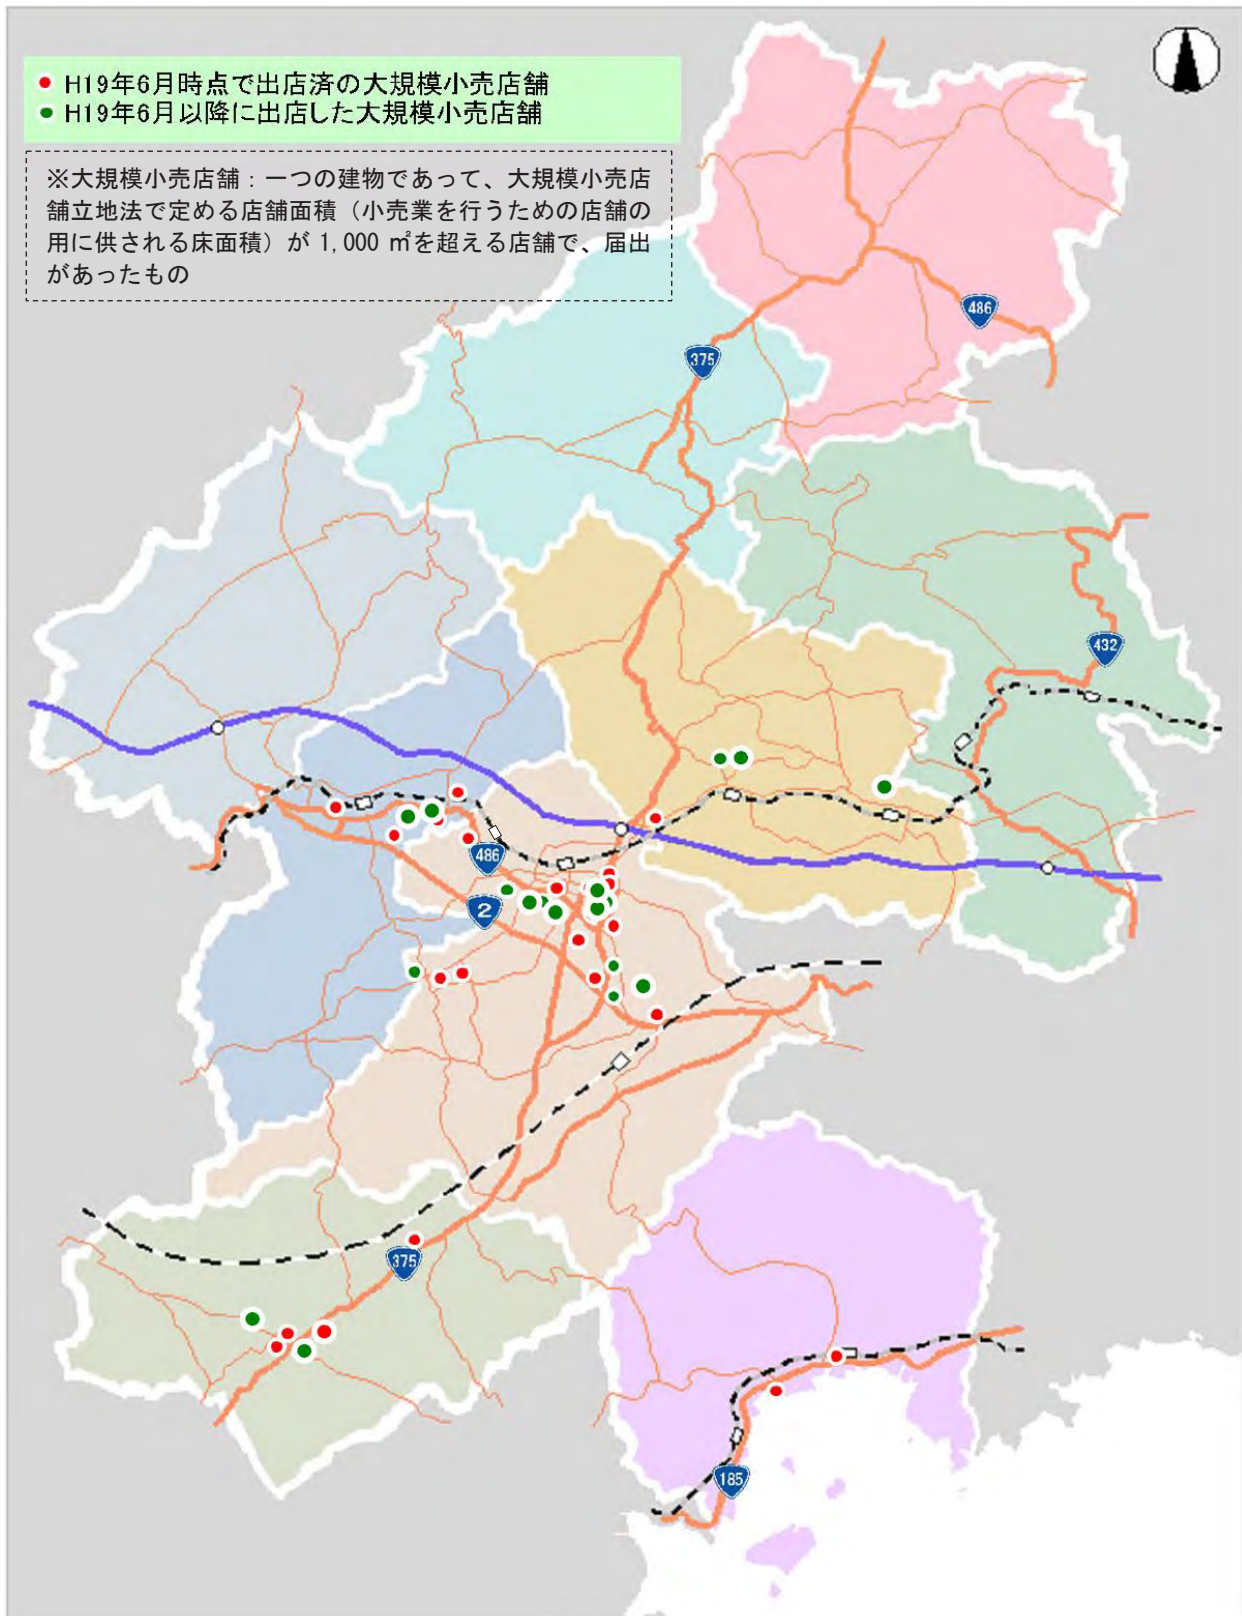 H19年6月時点で出店済の大規模小売店舗
H19年6月以降に出店した大規模小売店舗
※大規模小売店舗：一つの建物であって、大規模小売店
舗立地法で定める店舗面積（小売業を行うための店舗の
用に供される床面積）が 1,000 ㎡を超える店舗で、届出
があったもの
486
375
432
486
2
375
185